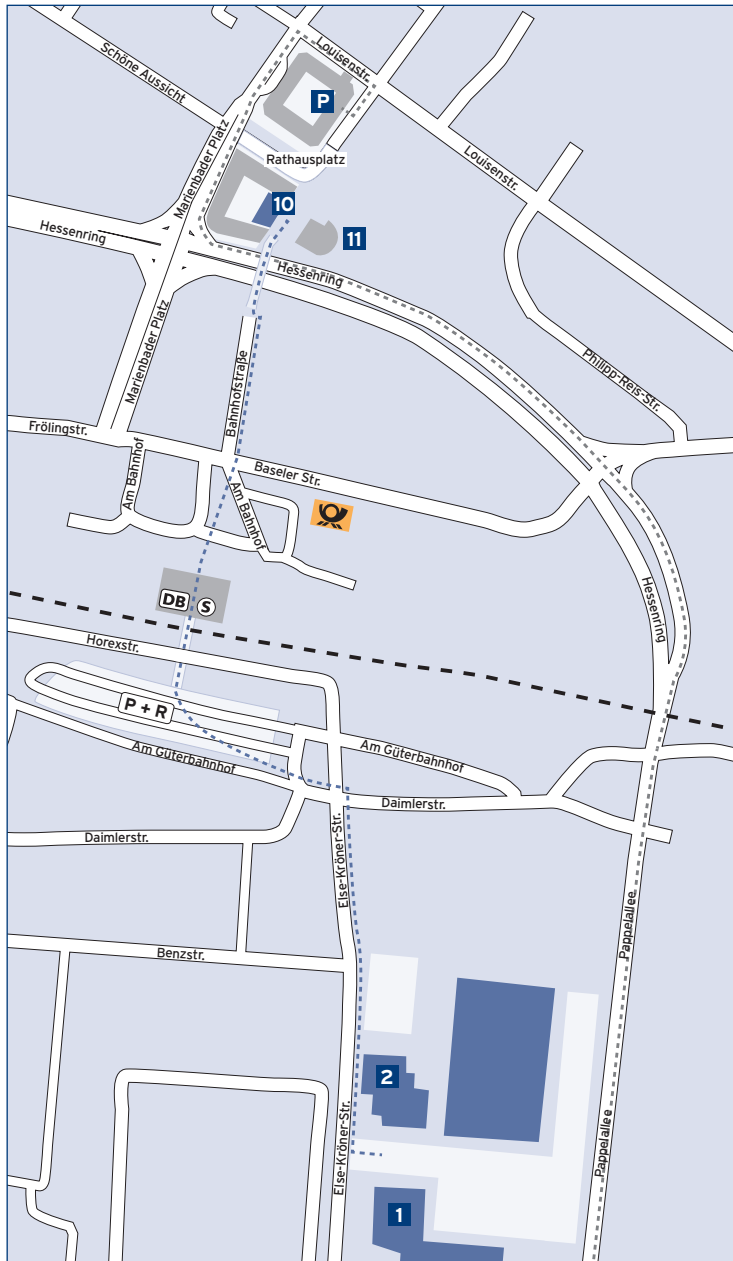 Louisenstr.
Schöne Aussicht
P
Marienbader Platz
Rathausplatz
Louisenstr.
10
Hessenring
11
Hessenring
Marienbader Platz
Bahnhofstraße
Philipp-Reis-Str.
Frölingstr.
Am Bahnhof
Baseler Str.
Am Bahnhof
Hessenring
DB
S
Horexstr.
P + R
Am Güterbahnhof
Am Güterbahnhof
Daimlerstr.
Daimlerstr.
Else-Kröner-Str.
Pappelallee
Benzstr.
2
Else-Kröner-Str.
Pappelallee
1